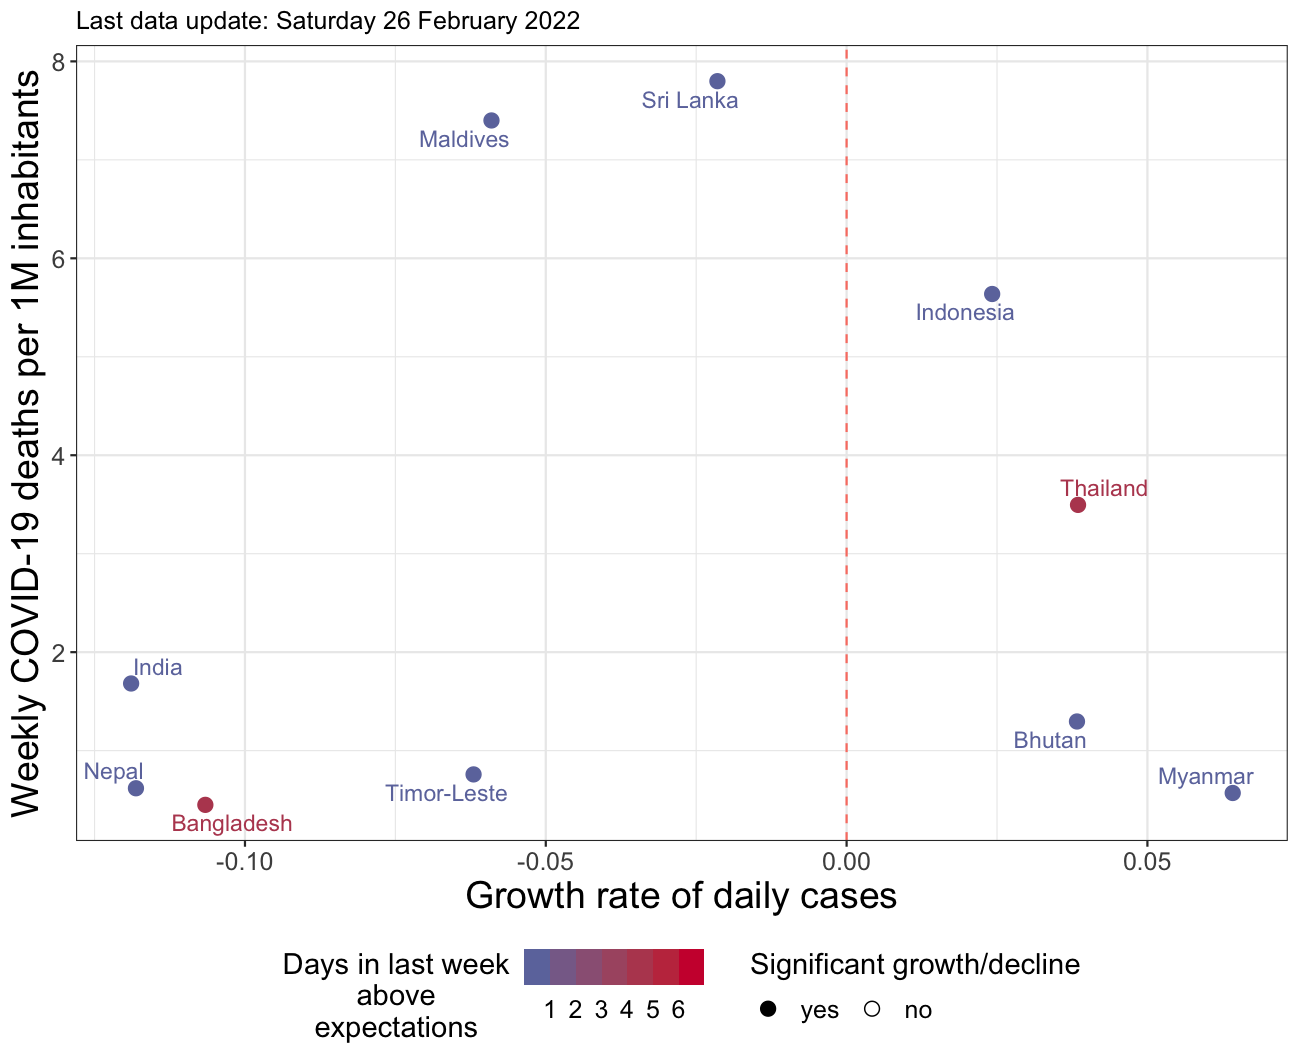 Last data update: Saturday 26 February 2022
Weekly COVID-19 deaths per 1M inhabitants
8
6
4
2
Sri Lanka
Maldives
Indonesia
Thailand
India
Bhutan
Nepal
Myanmar
Timor-Leste
Bangladesh
-0.10 -0.05 0.00 0.05
Growth rate of daily cases
Days in last week
above
expectations
1 2 3 4 5 6
Significant growth/decline
yes no